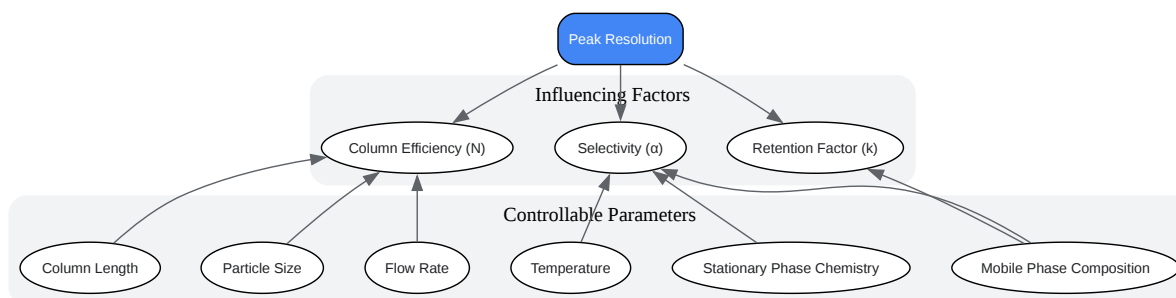 Peak Resolution
Influencing Factors
Column Efficiency (N)
Selectivity (α)
Retention Factor (k)
Controllable Parameters
Column Length
Particle Size
Flow Rate
Temperature
Stationary Phase Chemistry
Mobile Phase Composition